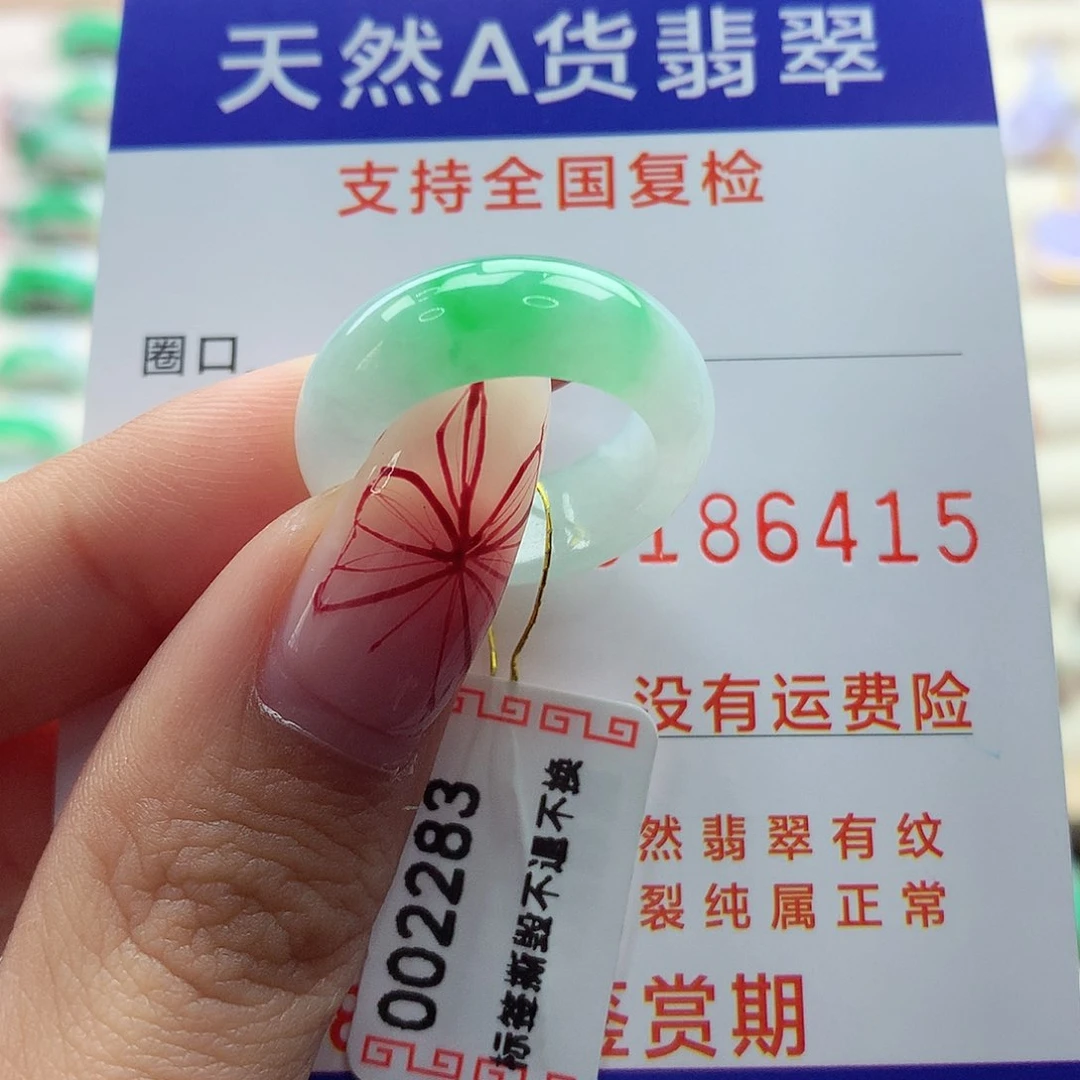 天然A货翡翠
支持全国复检
圈口
186415
没有运费险
然翡翠有纹
裂纯属正常
鉴赏期
002283
标签撕毁不退不换